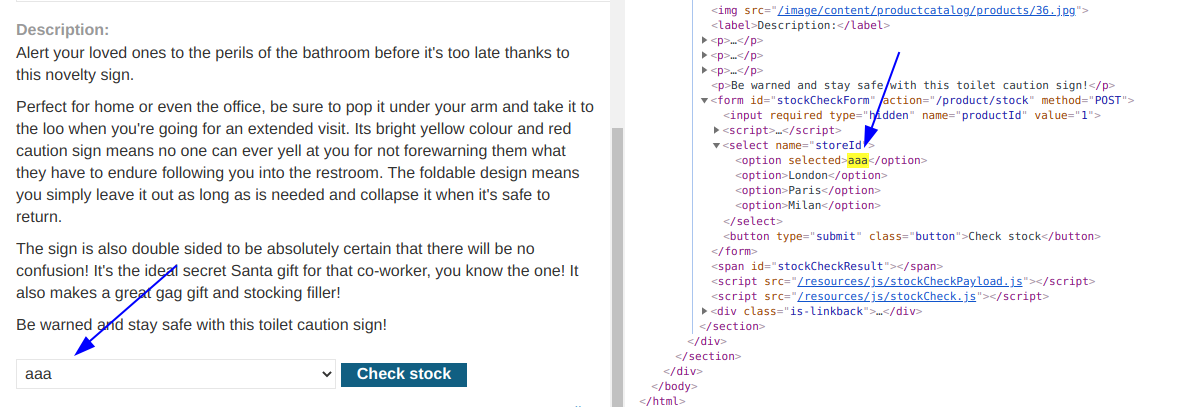 Description:
Alert your loved ones to the perils of the bathroom before it's too late thanks to
this novelty sign.
Perfect for home or even the office, be sure to pop it under your arm and take it to
the loo when you're going for an extended visit. Its bright yellow colour and red
caution sign means no one can ever yell at you for not forewarning them what
they have to endure following you into the restroom. The foldable design means
you simply leave it out as long as is needed and collapse it when it's safe to
return.
The sign is also double sided to be absolutely certain that there will be no
confusion! It's the ideal secret Santa gift for that co-worker, you know the one! It
also makes a great gag gift and stocking filler!
Be warned and stay safe with this toilet caution sign!
aaa
Check stock
<img src="/image/content/productcatalog/products/36.jpg">
<label>Description:</label>
<p>…</p>
<p>…</p>
<p>…</p>
<p>Be warned and stay safe with this toilet caution sign!</p>
<form id="stockCheckForm" action="/product/stock" method="POST">
<input required type="hidden" name="productId" value="1">
<script>…</script>
<select name="storeId">
<option selected>aaa</option>
<option>London</option>
<option>Paris</option>
<option>Milan</option>
</select>
<button type="submit" class="button">Check stock</button>
</form>
<span id="stockCheckResult"></span>
<script src="/resources/js/stockCheckPayload.js"></script>
<script src="/resources/js/stockCheck.js"></script>
<div class="is-linkback">…</div>
</section>
</div>
</section>
</div>
</body>
</html>